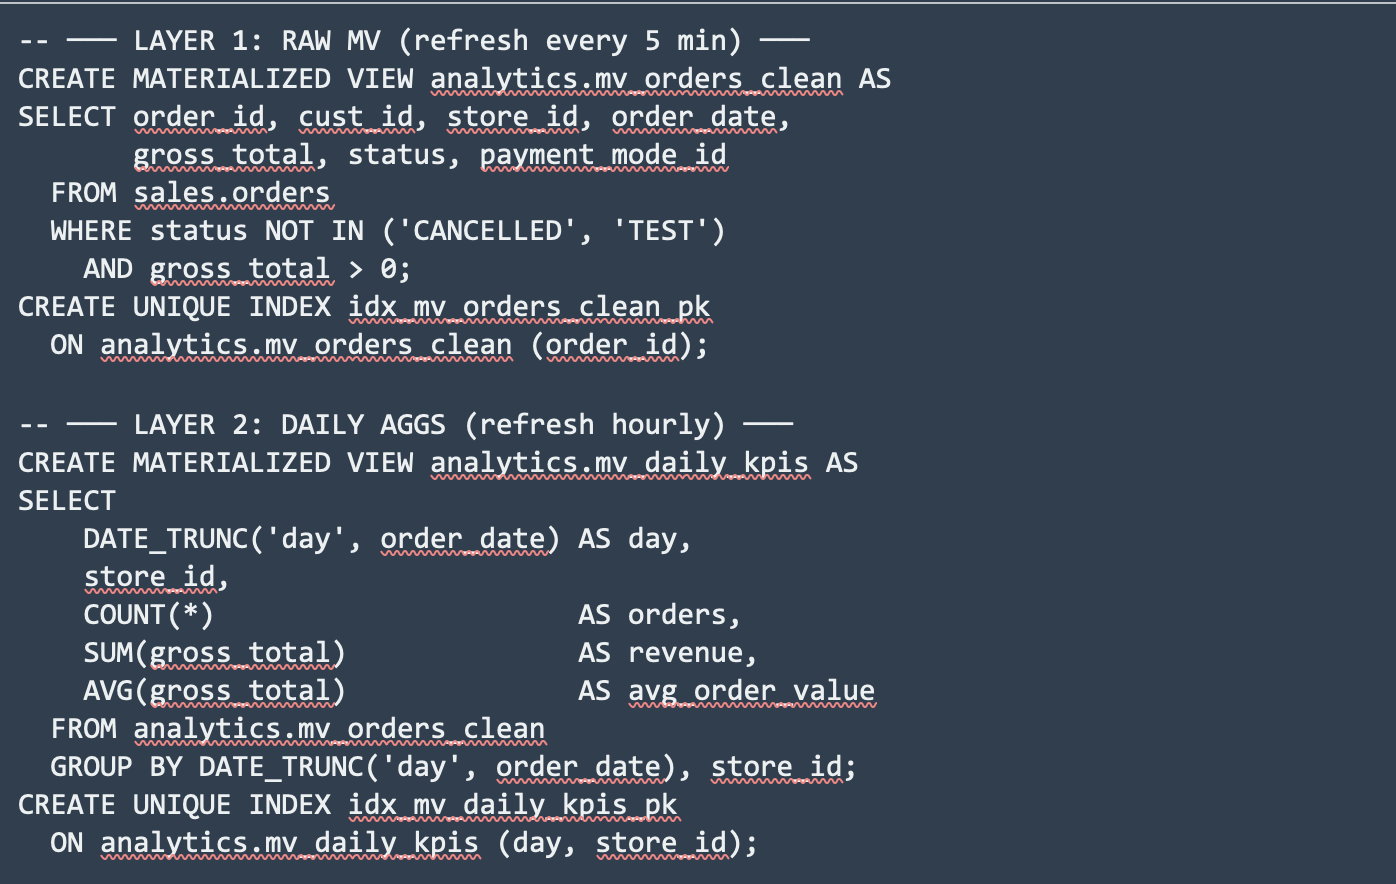 -- ─── LAYER 1: RAW MV (refresh every 5 min) ───
CREATE MATERIALIZED VIEW analytics.mv_orders_clean AS
SELECT order_id, cust_id, store_id, order_date,
       gross_total, status, payment_mode_id
  FROM sales.orders
  WHERE status NOT IN ('CANCELLED', 'TEST')
    AND gross_total > 0;
CREATE UNIQUE INDEX idx_mv_orders_clean_pk
  ON analytics.mv_orders_clean (order_id);

-- ─── LAYER 2: DAILY AGGS (refresh hourly) ───
CREATE MATERIALIZED VIEW analytics.mv_daily_kpis AS
SELECT
    DATE_TRUNC('day', order_date) AS day,
    store_id,
    COUNT(*)                      AS orders,
    SUM(gross_total)              AS revenue,
    AVG(gross_total)              AS avg_order_value
  FROM analytics.mv_orders_clean
  GROUP BY DATE_TRUNC('day', order_date), store_id;
CREATE UNIQUE INDEX idx_mv_daily_kpis_pk
  ON analytics.mv_daily_kpis (day, store_id);